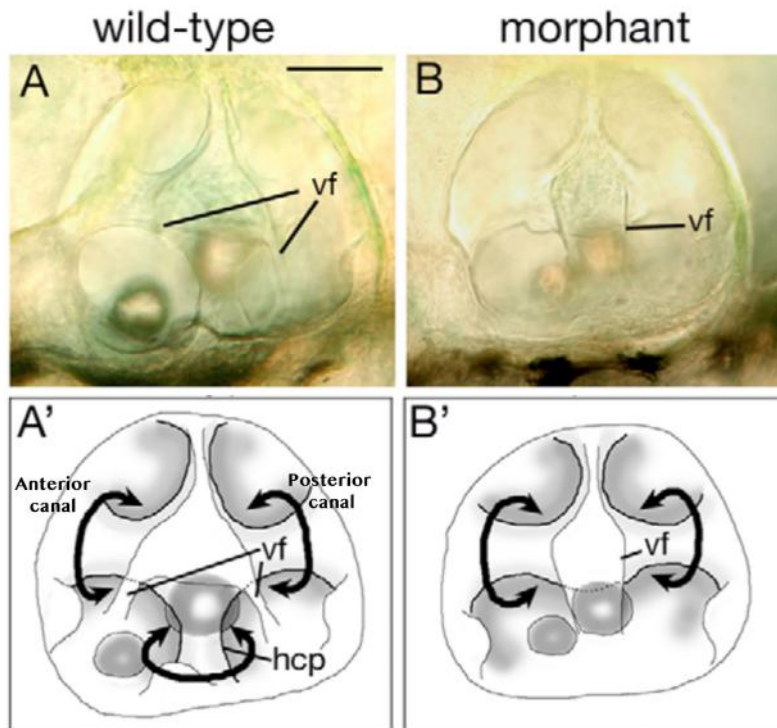 wild-type
morphant
A
vf
B
vf
A'
Anterior
canal
Posterior
canal
vf
hcp
B'
vf